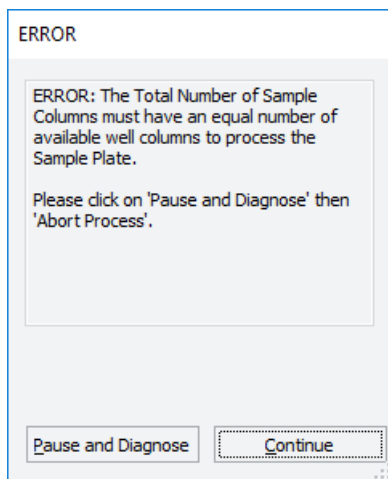 ERROR
ERROR: The Total Number of Sample
Columns must have an equal number of
available well columns to process the
Sample Plate.
Please click on 'Pause and Diagnose' then
'Abort Process'.
Pause and Diagnose
Continue